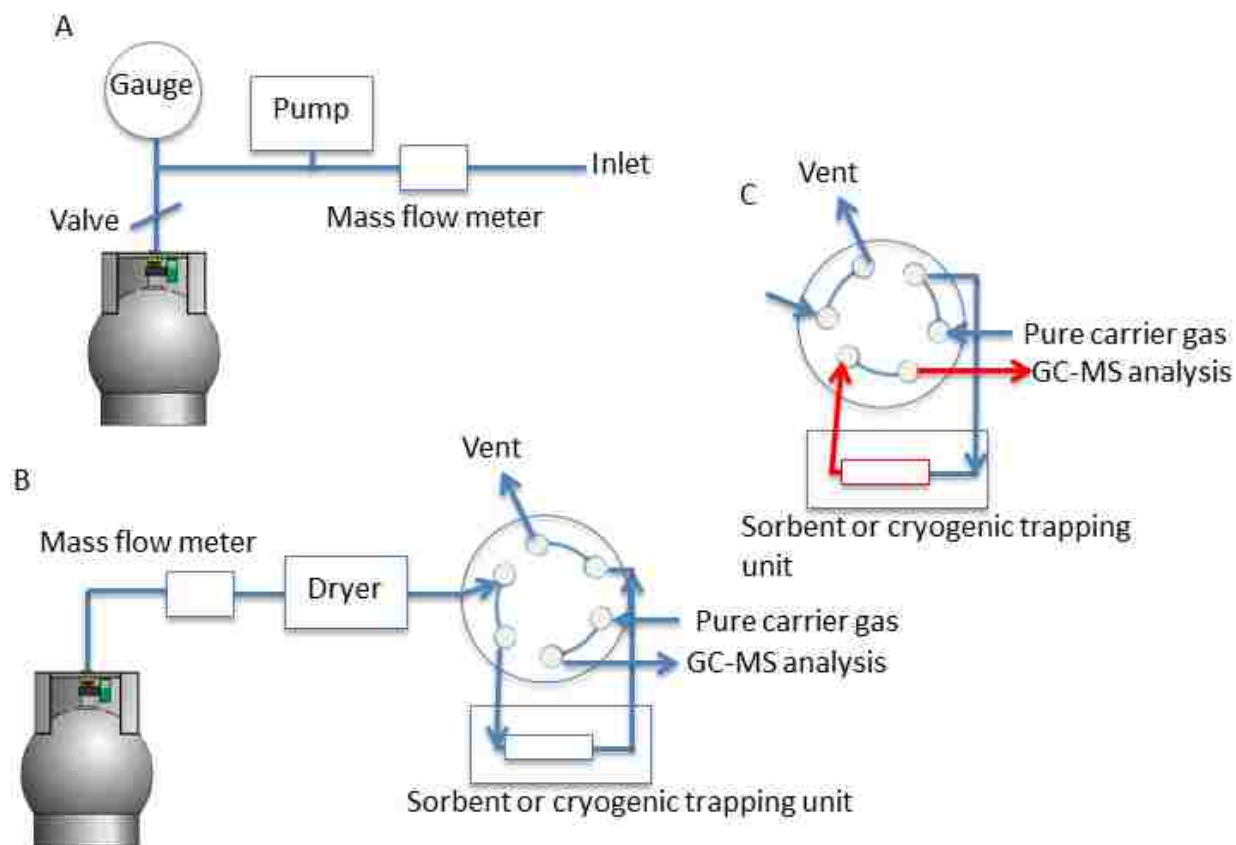 A
Gauge
Pump
Inlet
Valve
Mass flow meter
C
Vent
Pure carrier gas
GC-MS analysis
Sorbent or cryogenic trapping
unit
B
Vent
Mass flow meter
Dryer
Pure carrier gas
GC-MS analysis
Sorbent or cryogenic trapping unit